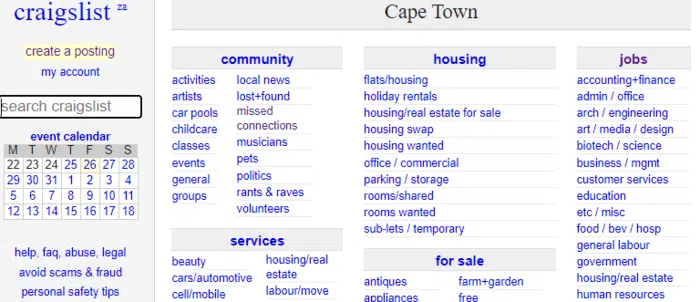 craigslist za
create a posting
my account
search craigslist
event calendar
M T W T F S S
22 23 24 25 26 27 28
29 30 31 1 2 3 4
5 6 7 8 9 10 11
12 13 14 15 16 17 18
help, faq, abuse, legal
avoid scams & fraud
personal safety tips
Cape Town
community
activities
artists
car pools
childcare
classes
events
general
groups
local news
lost+found
missed
connections
musicians
pets
politics
rants & raves
volunteers
services
beauty
cars/automotive
cell/mobile
housing/real
estate
labour/move
housing
flats/housing
holiday rentals
housing/real estate for sale
housing swap
housing wanted
office / commercial
parking / storage
rooms/shared
rooms wanted
sub-lets / temporary
for sale
antiques
appliances
farm+garden
free
jobs
accounting+finance
admin / office
arch / engineering
art / media / design
biotech / science
business / mgmt
customer services
education
etc / misc
food / bev / hosp
general labour
government
housing/real estate
human resources